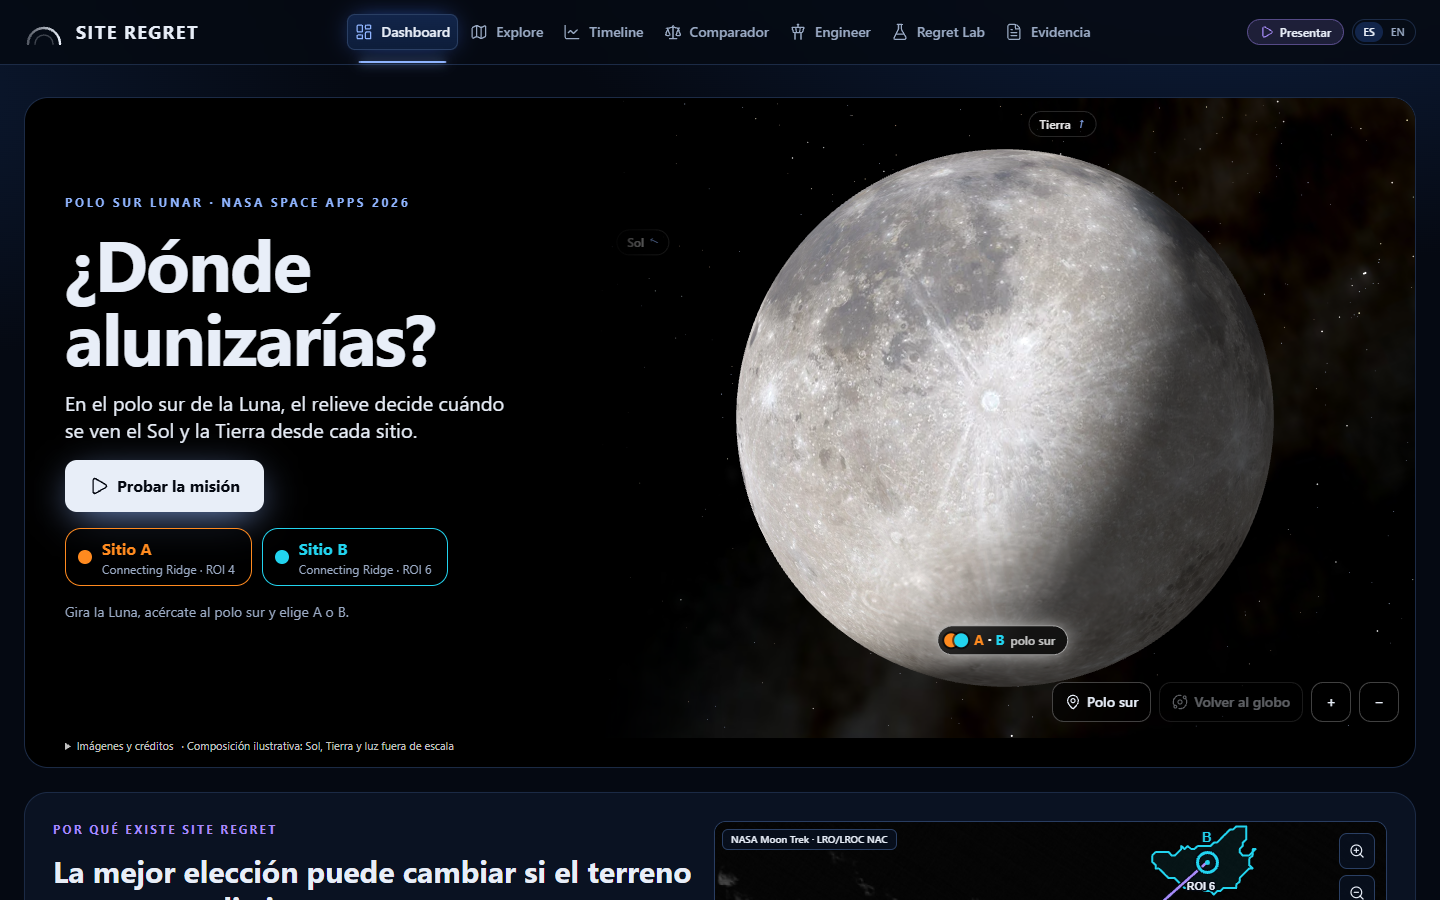 SITE REGRET
Dashboard
Explore
Timeline
Comparador
Engineer
Regret Lab
Evidencia
Presentar
ES
EN
POLO SUR LUNAR · NASA SPACE APPS 2026
¿Dónde
alunizarías?
En el polo sur de la Luna, el relieve decide cuándo
se ven el Sol y la Tierra desde cada sitio.
Probar la misión
Sitio A
Connecting Ridge · ROI 4
Sitio B
Connecting Ridge · ROI 6
Gira la Luna, acércate al polo sur y elige A o B.
Tierra
Sol
A · B polo sur
Polo sur
Volver al globo
+
−
Imágenes y créditos · Composición ilustrativa: Sol, Tierra y luz fuera de escala
POR QUÉ EXISTE SITE REGRET
La mejor elección puede cambiar si el terreno
NASA Moon Trek · LRO/LROC NAC
B
ROI 6